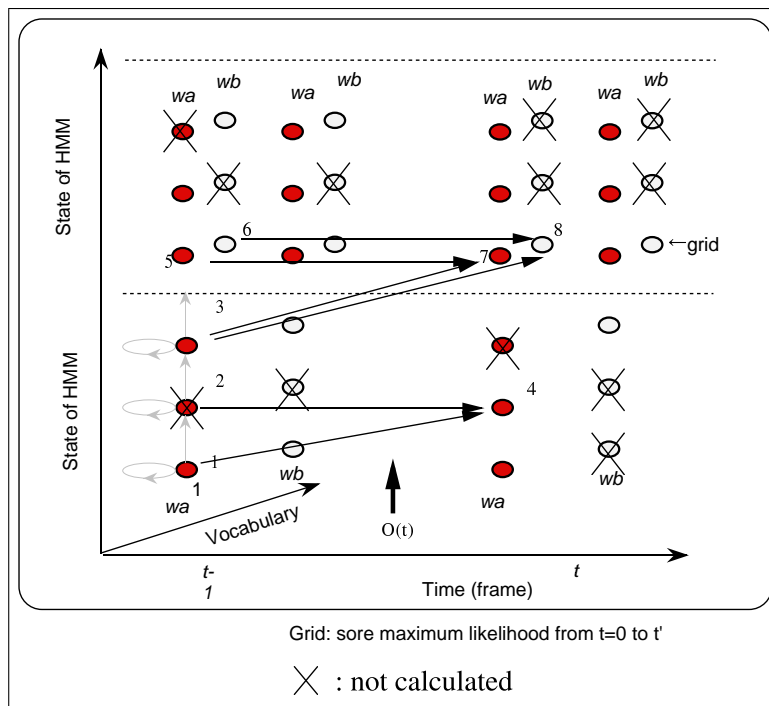 wb
wb
wb
wb
wa
wa
wa
wa
State of HMM
6
8
5
7
←grid
3
State of HMM
2
4
1
wb
1
wb
wa
wa
Vocabulary
O(t)
t-
1
Time (frame)
t
Grid: sore maximum likelihood from t=0 to t'
: not calculated